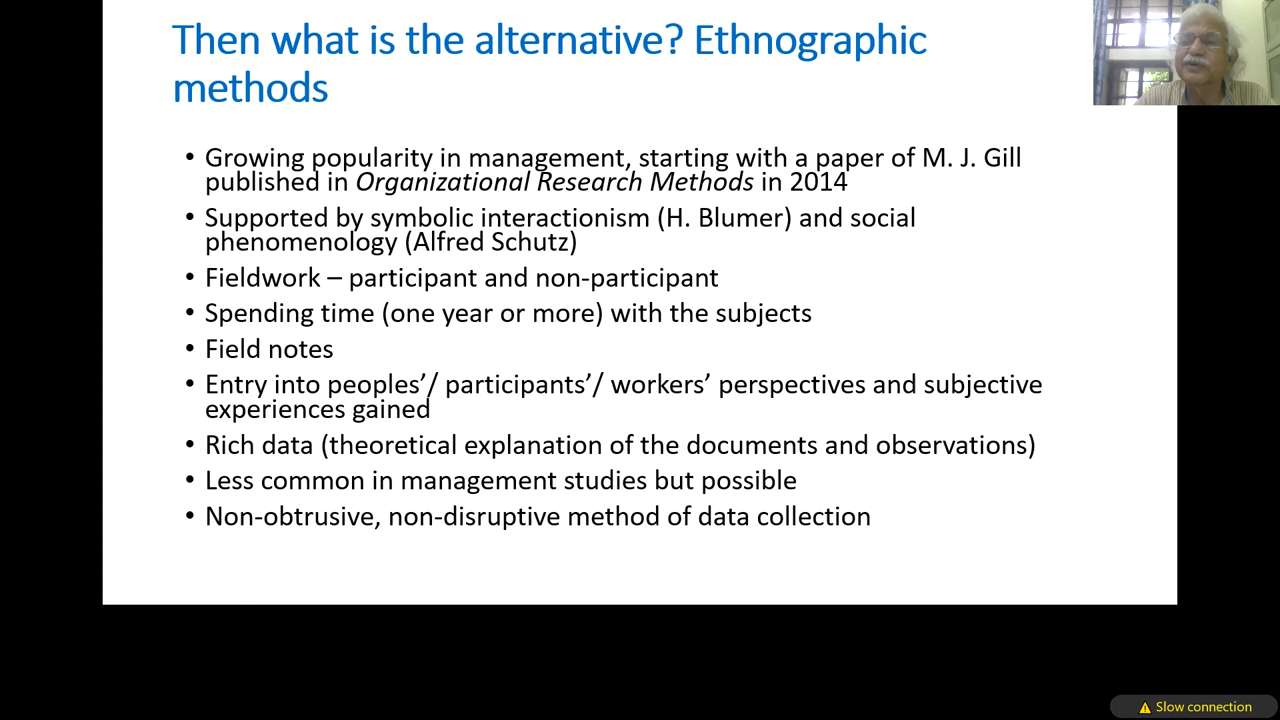 Then what is the alternative? Ethnographic
methods
• Growing popularity in management, starting with a paper of M. J. Gill
published in Organizational Research Methods in 2014
• Supported by symbolic interactionism (H. Blumer) and social
phenomenology (Alfred Schutz)
• Fieldwork – participant and non-participant
• Spending time (one year or more) with the subjects
• Field notes
• Entry into peoples’/ participants’/ workers’ perspectives and subjective
experiences gained
• Rich data (theoretical explanation of the documents and observations)
• Less common in management studies but possible
• Non-obtrusive, non-disruptive method of data collection
Slow connection